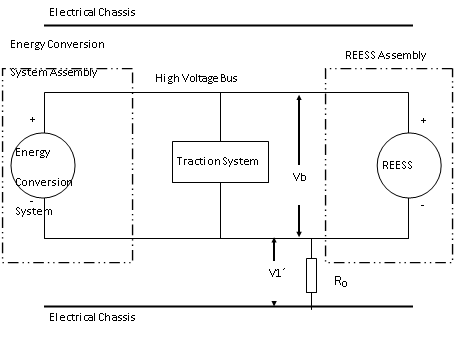 Electrical Chassis
Energy Conversion
System Assembly
REESS Assembly
High Voltage Bus
+
+
Energy
Conversion
System
Traction System
Vb
REESS
-
-
V1´
Ro
Electrical Chassis